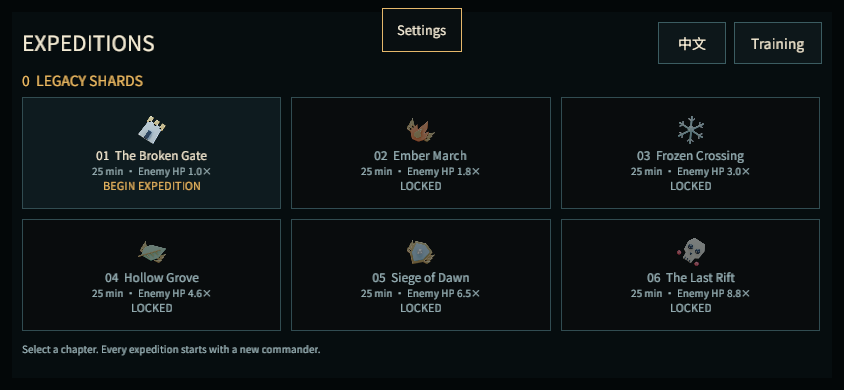 Settings
EXPEDITIONS
中文
Training
0 LEGACY SHARDS
01 The Broken Gate
25 min • Enemy HP 1.0×
BEGIN EXPEDITION
02 Ember March
25 min • Enemy HP 1.8×
LOCKED
03 Frozen Crossing
25 min • Enemy HP 3.0×
LOCKED
04 Hollow Grove
25 min • Enemy HP 4.6×
LOCKED
05 Siege of Dawn
25 min • Enemy HP 6.5×
LOCKED
06 The Last Rift
25 min • Enemy HP 8.8×
LOCKED
Select a chapter. Every expedition starts with a new commander.